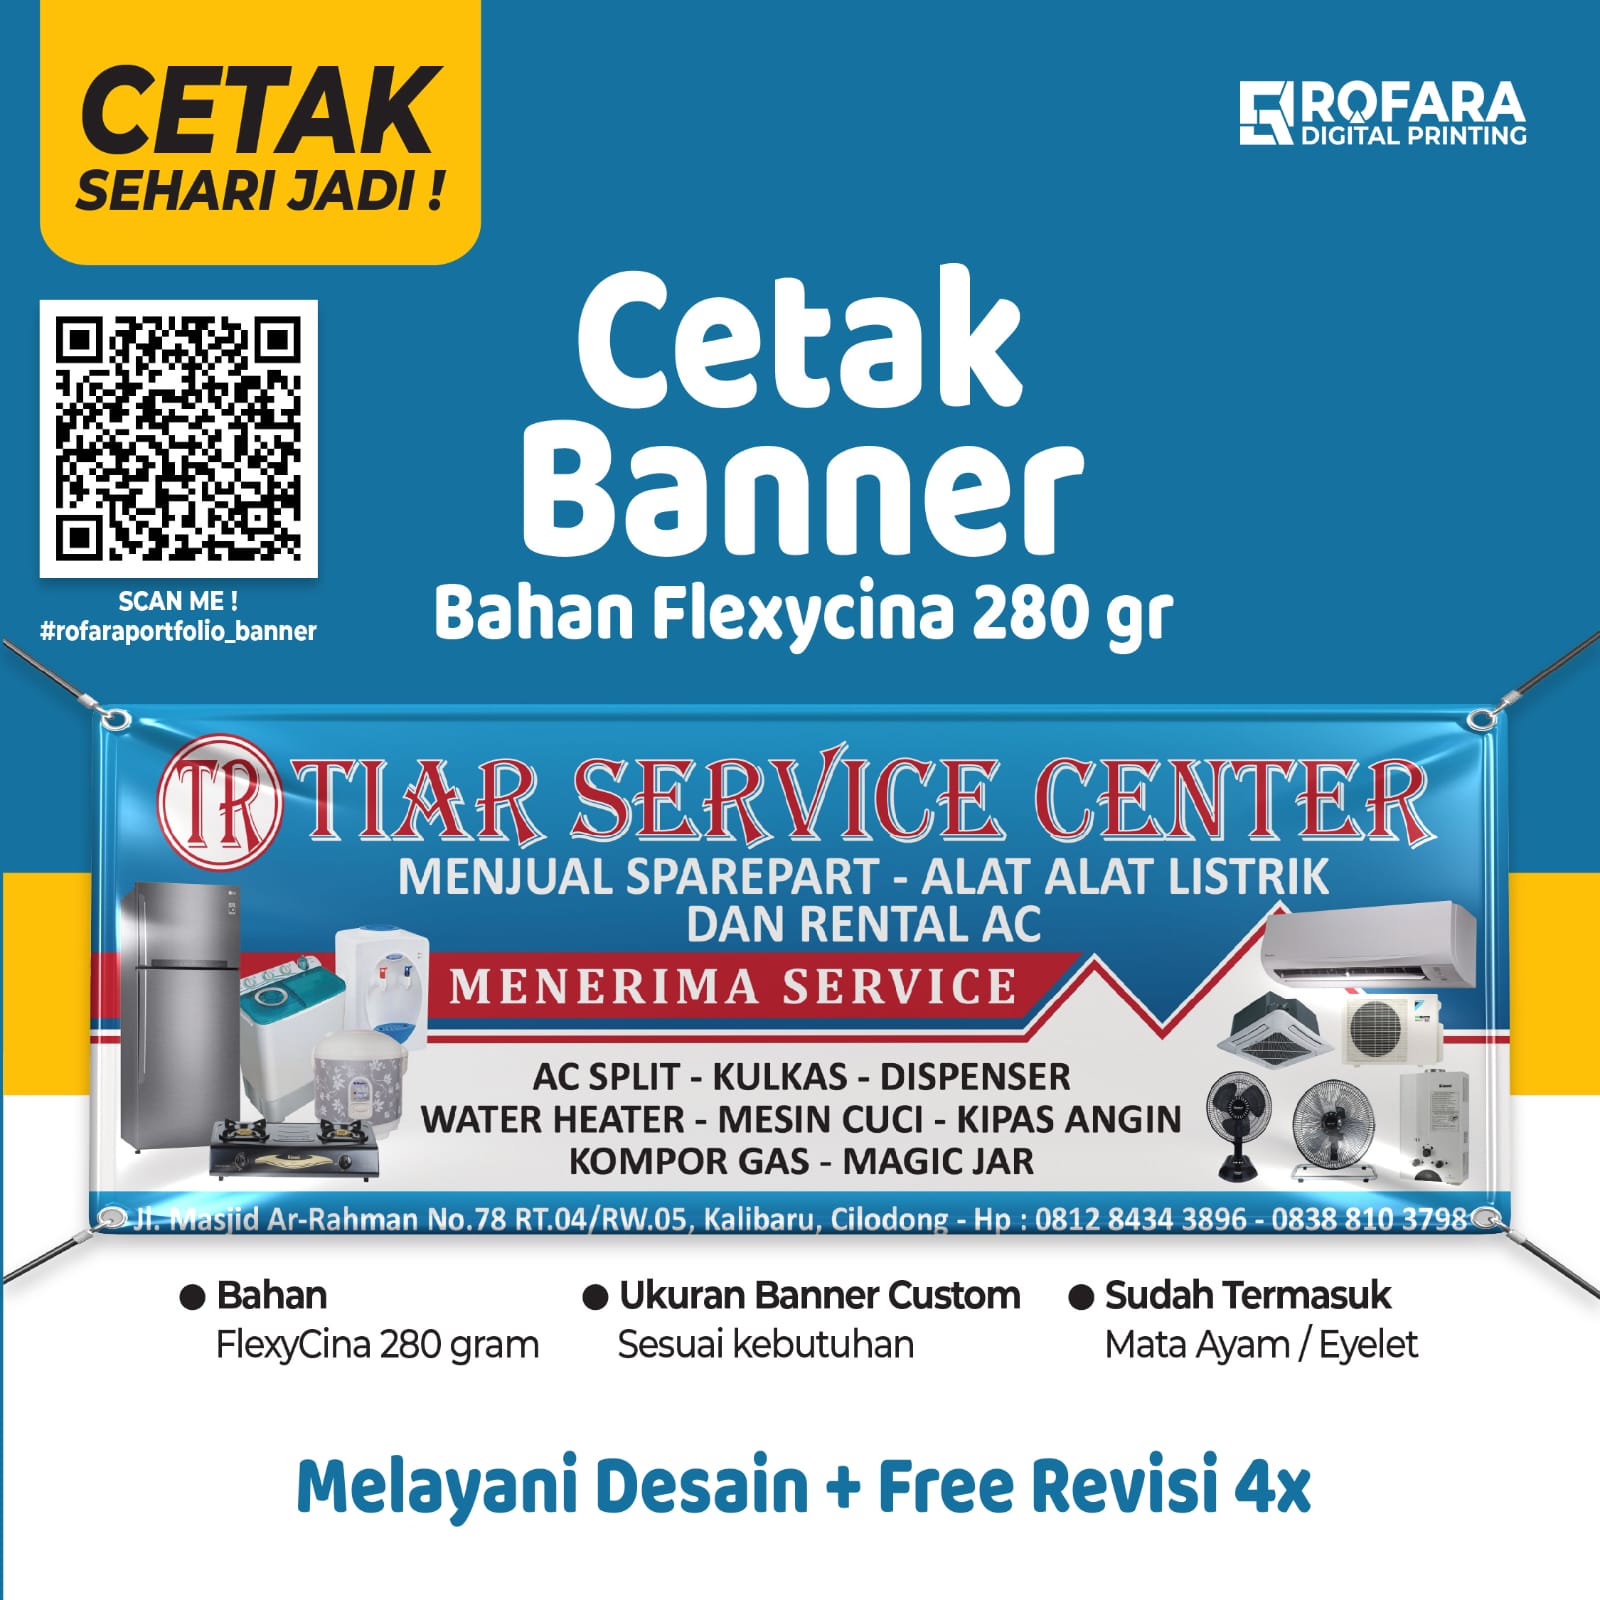 CETAK
SEHARI JADI !
ROFARA
DIGITAL PRINTING
SCAN ME !
#rofaraportfolio_banner
Cetak
Banner
Bahan Flexycina 280 gr
TR TIAR SERVICE CENTER
MENJUAL SPAREPART - ALAT ALAT LISTRIK
DAN RENTAL AC
MENERIMA SERVICE
AC SPLIT - KULKAS - DISPENSER
WATER HEATER - MESIN CUCI - KIPAS ANGIN
KOMPOR GAS - MAGIC JAR
Jl. Masjid Ar-Rahman No.78 RT.04/RW.05, Kalibaru, Cilodong - Hp : 0812 8434 3896 - 0838 810 3798
● Bahan
FlexyCina 280 gram
● Ukuran Banner Custom
Sesuai kebutuhan
● Sudah Termasuk
Mata Ayam / Eyelet
Melayani Desain + Free Revisi 4x